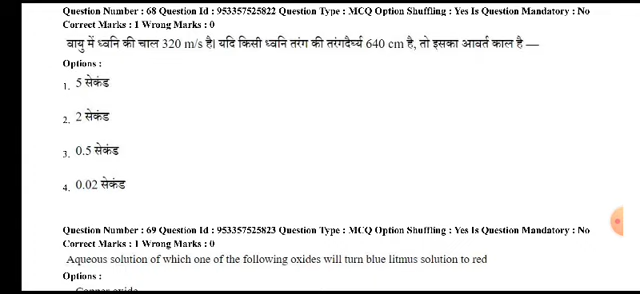 Question Number : 68 Question Id : 953357525822 Question Type : MCQ Option Shuffling : Yes Is Question Mandatory : No
Correct Marks : 1 Wrong Marks : 0
वायु में ध्वनि की चाल 320 m/s है। यदि किसी ध्वनि तरंग की तरंगदैर्घ्य 640 cm है, तो इसका आवर्त काल है —
Options :
1. 5 सेकंड
2. 2 सेकंड
3. 0.5 सेकंड
4. 0.02 सेकंड
Question Number : 69 Question Id : 953357525823 Question Type : MCQ Option Shuffling : Yes Is Question Mandatory : No
Correct Marks : 1 Wrong Marks : 0
Aqueous solution of which one of the following oxides will turn blue litmus solution to red
Options :